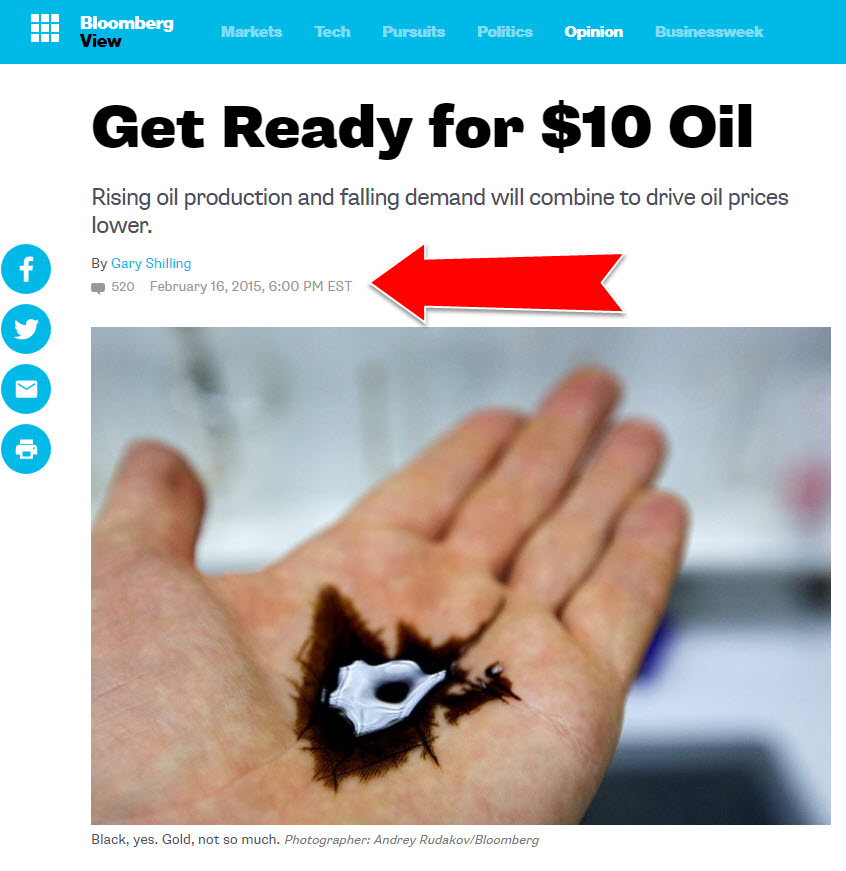 Bloomberg
View
Markets Tech Pursuits Politics Opinion Businessweek
Get Ready for $10 Oil
Rising oil production and falling demand will combine to drive oil prices
lower.
By Gary Shilling
520 February 16, 2015, 6:00 PM EST
Black, yes. Gold, not so much. Photographer: Andrey Rudakov/Bloomberg